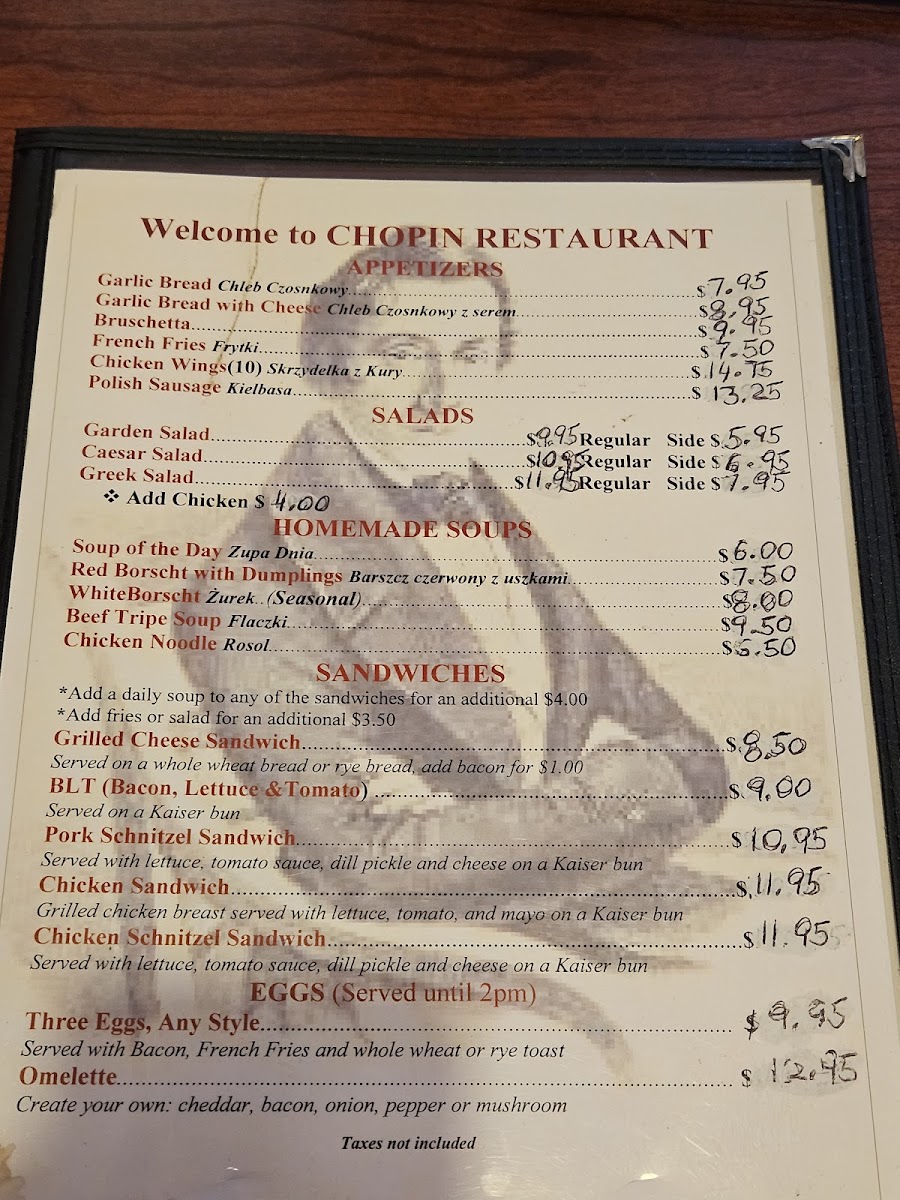 Welcome to CHOPIN RESTAURANT
APPETIZERS
Garlic Bread Chleb Czosnkowy.......... $7.95
Garlic Bread with Cheese Chleb Czosnkowy z serem.......... $8.95
Bruschetta.......... $9.95
French Fries Frytki.......... $7.50
Chicken Wings(10) Skrzydelka z Kury.......... $14.75
Polish Sausage Kielbasa.......... $13.25
SALADS
Garden Salad.......... $9.95 Regular Side $5.95
Caesar Salad.......... $10.95 Regular Side $6.95
Greek Salad.......... $11.95 Regular Side $7.95
❖ Add Chicken $ 4.00
HOMEMADE SOUPS
Soup of the Day Zupa Dnia.......... $6.00
Red Borscht with Dumplings Barszcz czerwony z uszkami.......... $7.50
WhiteBorscht Żurek..(Seasonal).......... $8.00
Beef Tripe Soup Flaczki.......... $9.50
Chicken Noodle Rosol.......... $
SANDWICHES
*Add a daily soup to any of the sandwiches for an additional $4.00
*Add fries or salad for an additional $3.50
Grilled Cheese Sandwich.......... $8.50
Served on a whole wheat bread or rye bread, add bacon for $1.00
BLT (Bacon, Lettuce &Tomato).......... $9.00
Served on a Kaiser bun
Pork Schnitzel Sandwich.......... $10.95
Served with lettuce, tomato sauce, dill pickle and cheese on a Kaiser bun
Chicken Sandwich.......... $11.95
Grilled chicken breast served with lettuce, tomato, and mayo on a Kaiser bun
Chicken Schnitzel Sandwich.......... $11.95
Served with lettuce, tomato sauce, dill pickle and cheese on a Kaiser bun
EGGS (Served until 2pm)
Three Eggs, Any Style.......... $9.95
Served with Bacon, French Fries and whole wheat or rye toast
Omelette.......... $ 12.95
Create your own: cheddar, bacon, onion, pepper or mushroom
Taxes not included